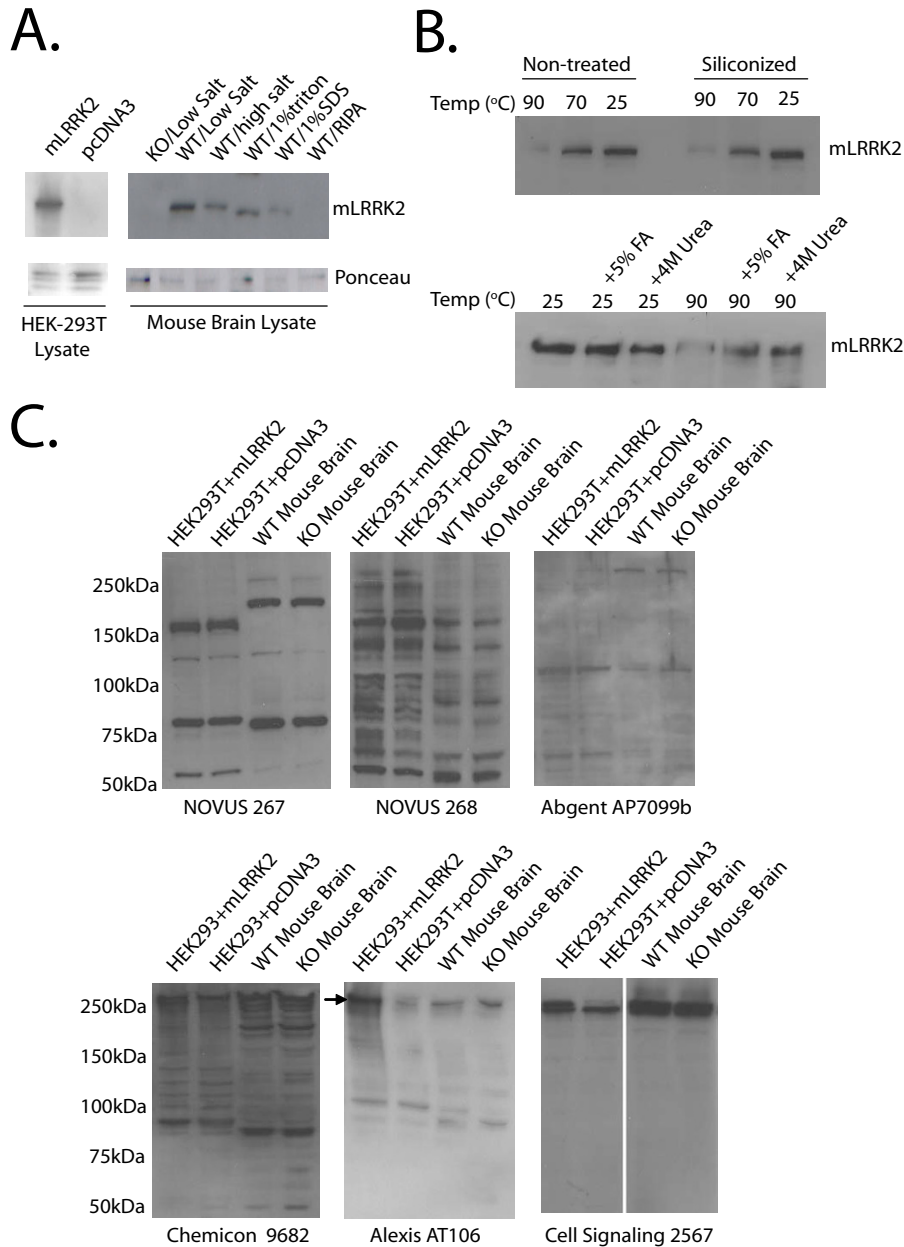 A.
mLRRK2
pcDNA3
KO/Low Salt
WT/Low Salt
WT/high salt
WT/1%triton
WT/1%SDS
WT/RIPA
mLRRK2
Ponceau
HEK-293T
Lysate
Mouse Brain Lysate
B.
Non-treated
Siliconized
Temp (°C) 90 70 25 90 70 25
mLRRK2
+5% FA
+4M Urea
+5% FA
+4M Urea
Temp (°C) 25 25 25 90 90 90
mLRRK2
C.
HEK293T+mLRRK2
HEK293T+pcDNA3
WT Mouse Brain
KO Mouse Brain
HEK293T+mLRRK2
HEK293T+pcDNA3
WT Mouse Brain
KO Mouse Brain
HEK293T+mLRRK2
HEK293T+pcDNA3
WT Mouse Brain
KO Mouse Brain
250kDa
150kDa
100kDa
75kDa
50kDa
NOVUS 267
NOVUS 268
Abgent AP7099b
HEK293+mLRRK2
HEK293+pcDNA3
WT Mouse Brain
KO Mouse Brain
HEK293+mLRRK2
HEK293T+pcDNA3
WT Mouse Brain
KO Mouse Brain
HEK293+mLRRK2
HEK293T+pcDNA3
WT Mouse Brain
KO Mouse Brain
250kDa
150kDa
100kDa
75kDa
50kDa
Chemicon 9682
Alexis AT106
Cell Signaling 2567